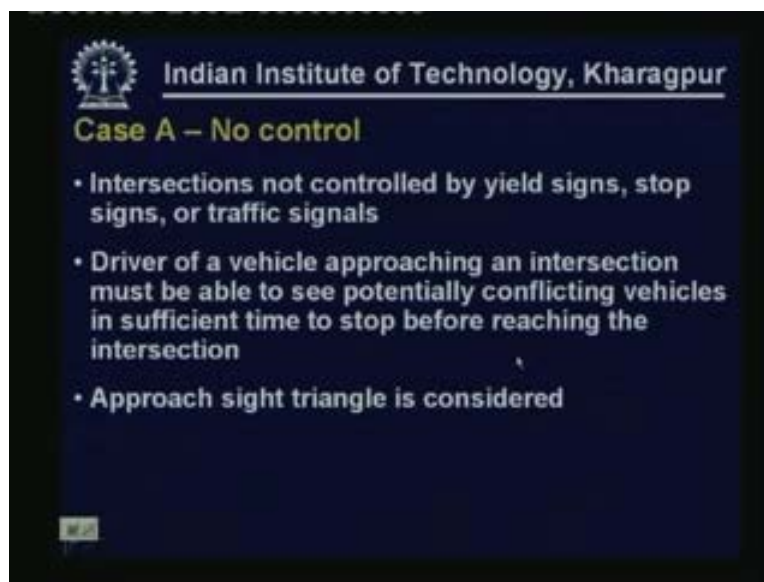 Indian Institute of Technology, Kharagpur
Case A – No control
• Intersections not controlled by yield signs, stop
signs, or traffic signals
• Driver of a vehicle approaching an intersection
must be able to see potentially conflicting vehicles
in sufficient time to stop before reaching the
intersection
• Approach sight triangle is considered